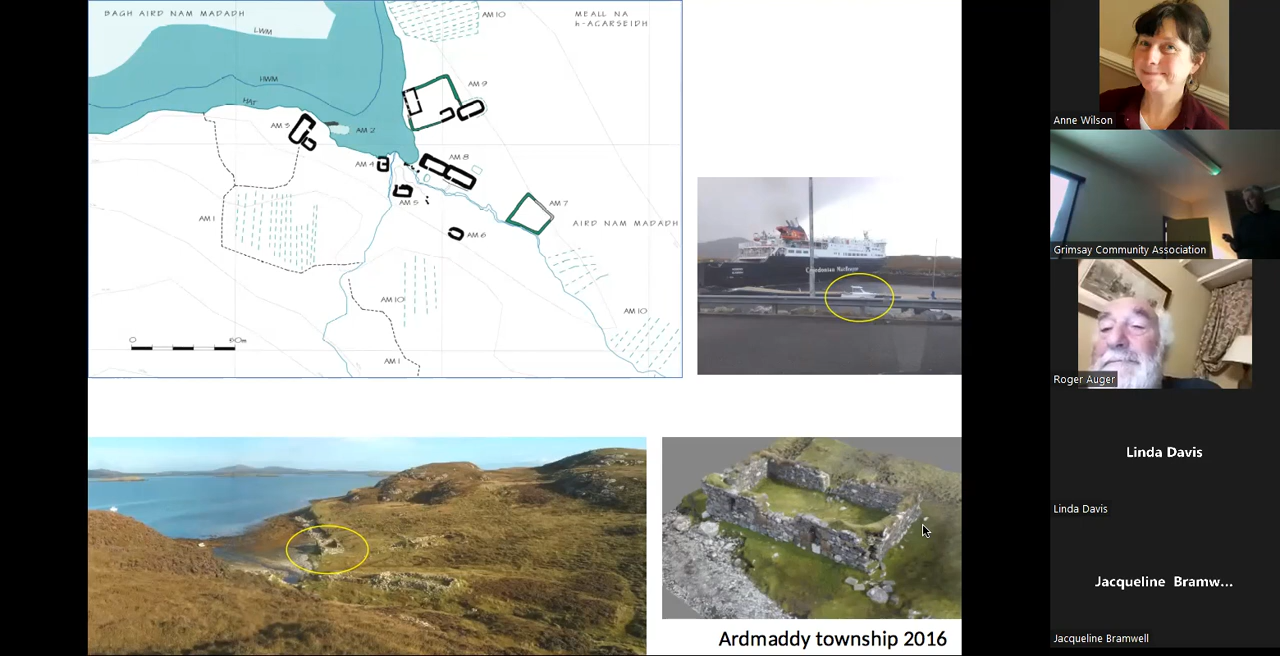 BAGH AIRD NAM MADADH
AM 10
MEALL NA
h-ACARSEIDH
LWM
HWM
HAT
AM 9
AM 3
AM 2
AM 4
AM 8
AM 5
AM 7
AIRD NAM MADADH
AM 1
AM 6
AM 10
AM 10
AM 1
0
Caledonian MacBrayne
Ardmaddy township 2016
Anne Wilson
Grimsay Community Association
Roger Auger
Linda Davis
Linda Davis
Jacqueline Bramw...
Jacqueline Bramwell